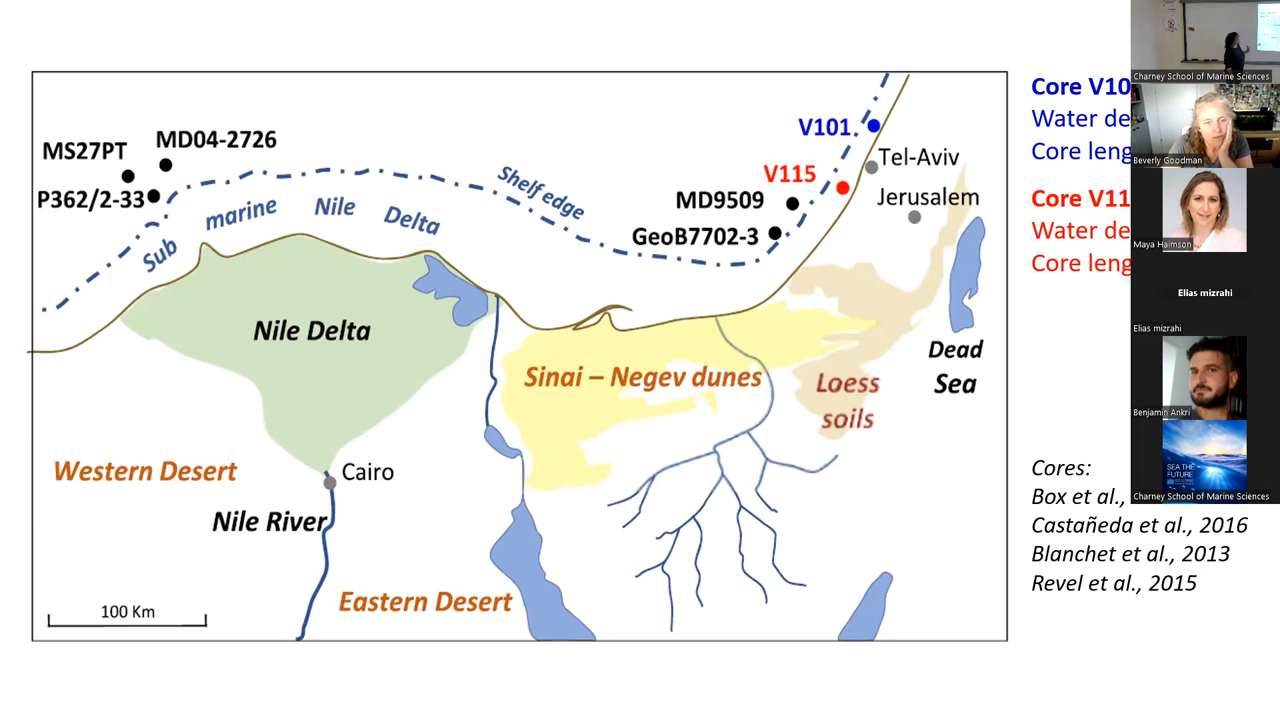 MS27PT
MD04-2726
P362/2-33
Sub marine Nile Delta
Shelf edge
V101
V115
MD9509
GeoB7702-3
Tel-Aviv
Jerusalem
Nile Delta
Sinai – Negev dunes
Loess
soils
Dead
Sea
Western Desert
Cairo
Nile River
Eastern Desert
100 Km
Core V10
Water de
Core leng
Core V11
Water de
Core leng
Cores:
Box et al.,
Castañeda et al., 2016
Blanchet et al., 2013
Revel et al., 2015
Charney School of Marine Sciences
Beverly Goodman
Maya Haimson
Elias mizrahi
Elias mizrahi
Benjamin Ankri
SEA THE
FUTURE
Charney School of Marine Sciences